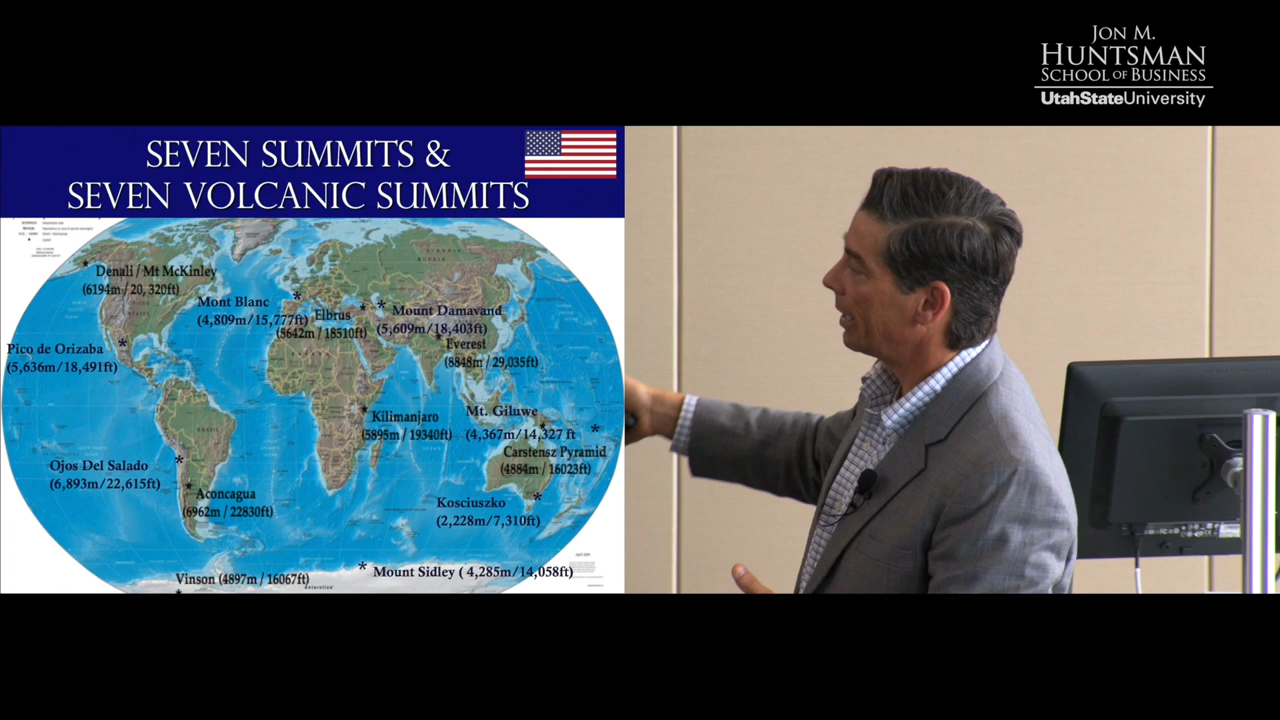 JON M.
HUNTSMAN
SCHOOL OF BUSINESS
UtahStateUniversity
SEVEN SUMMITS &
SEVEN VOLCANIC SUMMITS
Denali / Mt McKinley
(6194m / 20, 320ft)
Mont Blanc
(4,809m/15,777ft)
Elbrus
(5642m / 18510ft)
Mount Damavand
(5,609m/18,403ft)
Everest
(8848m / 29,035ft)
Pico de Orizaba
(5,636m/18,491ft)
Kilimanjaro
(5895m / 19340ft)
Mt. Giluwe
(4,367m/14,327 ft
Carstensz Pyramid
(4884m / 16023ft)
Ojos Del Salado
(6,893m/22,615ft)
Aconcagua
(6962m / 22830ft)
Kosciuszko
(2,228m/7,310ft)
Mount Sidley ( 4,285m/14,058ft)
Vinson (4897m / 16067ft)
Antarctica
BRAZIL
RUSSIA